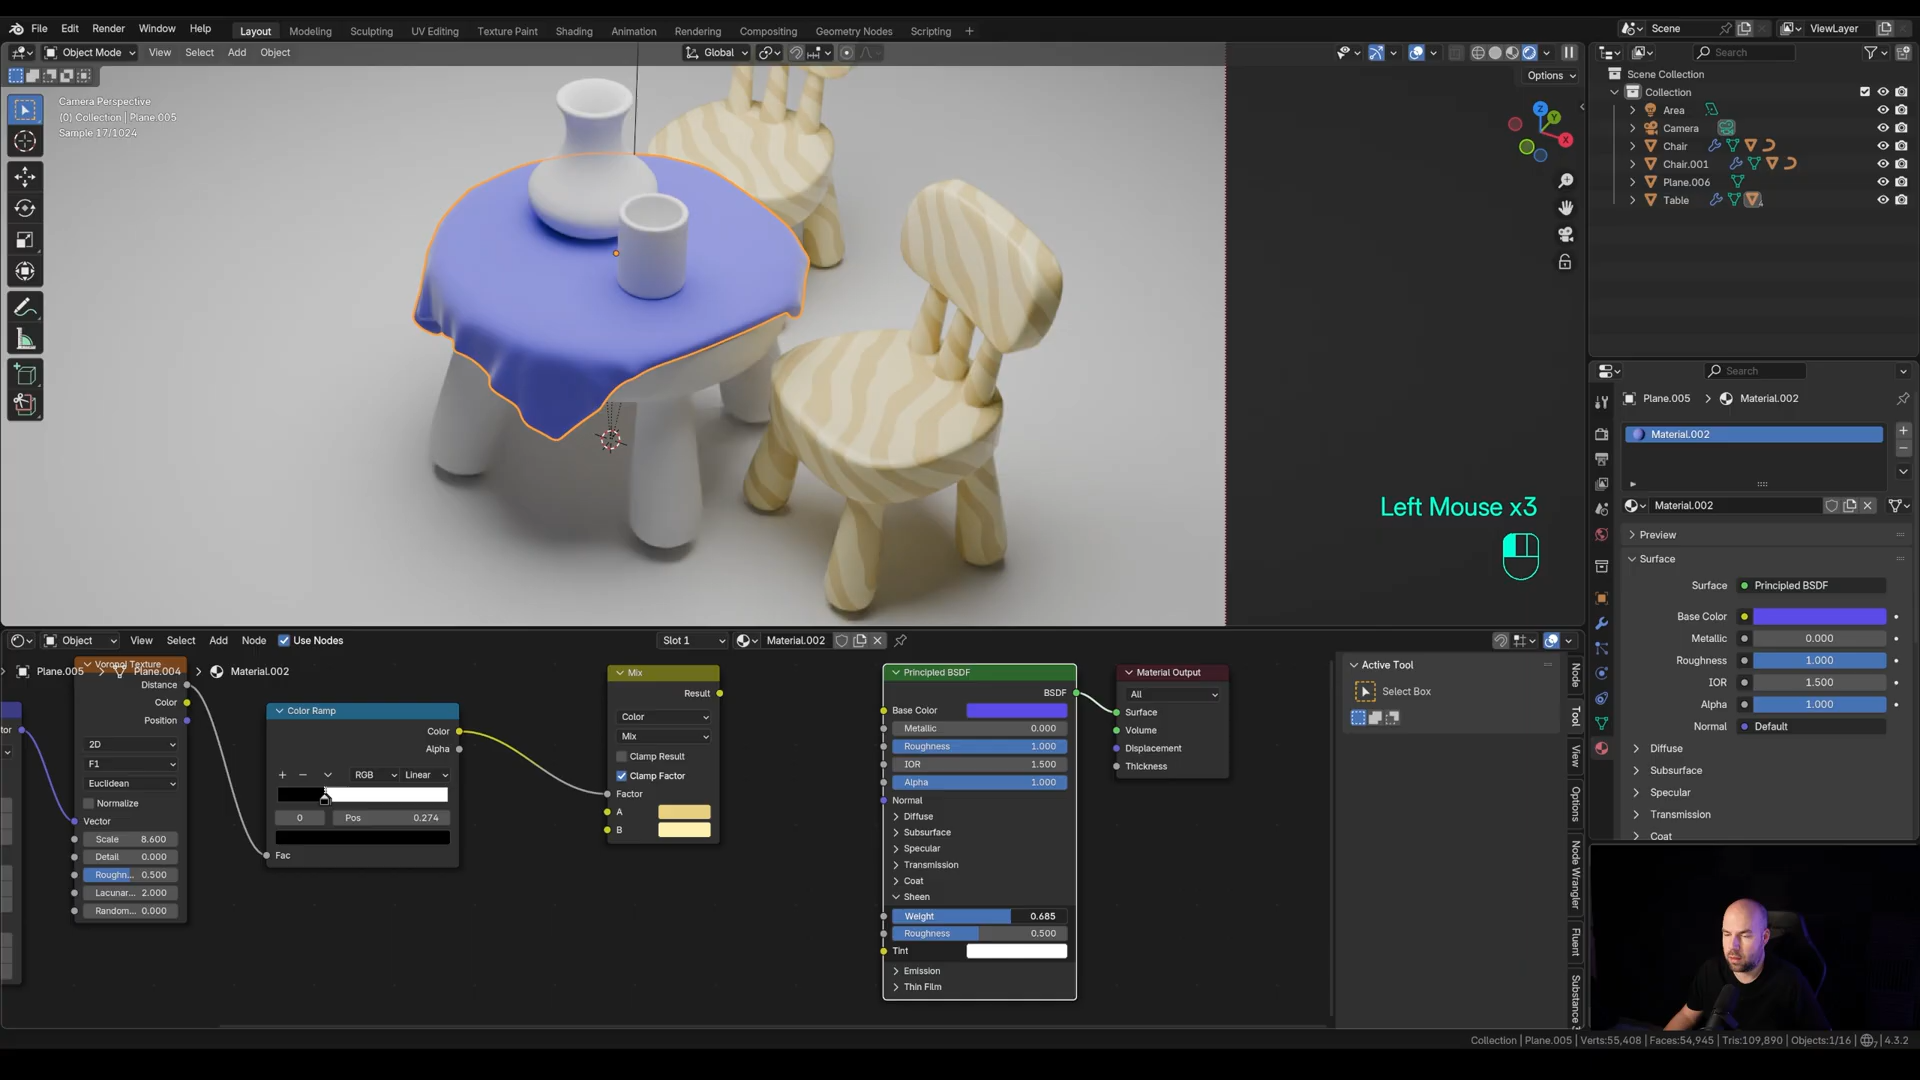 File Edit Render Window Help Layout Modeling Sculpting UV Editing Texture Paint Shading Animation Rendering Compositing Geometry Nodes Scripting + Scene ViewLayer
Object Mode View Select Add Object Global Search
Options
Camera Perspective
(0) Collection | Plane.005
Sample 17/1024
Z
Y
X
Scene Collection
Collection
Area
Camera
Chair
Chair.001
Plane.006
Table
Search
Plane.005 > Material.002
Material.002
Material.002
Preview
Surface
Surface Principled BSDF
Base Color
Metallic 0.000
Roughness 1.000
IOR 1.500
Alpha 1.000
Normal Default
Diffuse
Subsurface
Specular
Transmission
Coat
Left Mouse x3
Object View Select Add Node Use Nodes Slot 1 Material.002
Plane.005 > Plane.004 > Material.002
Voronoi Texture
Distance
Color
Position
2D
F1
Euclidean
Normalize
Vector
Scale 8.600
Detail 0.000
Roughn... 0.500
Lacunar... 2.000
Random... 0.000
tor
Color Ramp
Color
Alpha
+ − RGB Linear
0 Pos 0.274
Fac
Mix
Result
Color
Mix
Clamp Result
Clamp Factor
Factor
A
B
Principled BSDF
BSDF
Base Color
Metallic 0.000
Roughness 1.000
IOR 1.500
Alpha 1.000
Normal
Diffuse
Subsurface
Specular
Transmission
Coat
Sheen
Weight 0.685
Roughness 0.500
Tint
Emission
Thin Film
Material Output
All
Surface
Volume
Displacement
Thickness
Active Tool
Select Box
Node
Tool
View
Options
Node Wrangler
Fluent
Substance 3
Collection | Plane.005 | Verts:55,408 | Faces:54,945 | Tris:109,890 | Objects:1/16 | 4.3.2